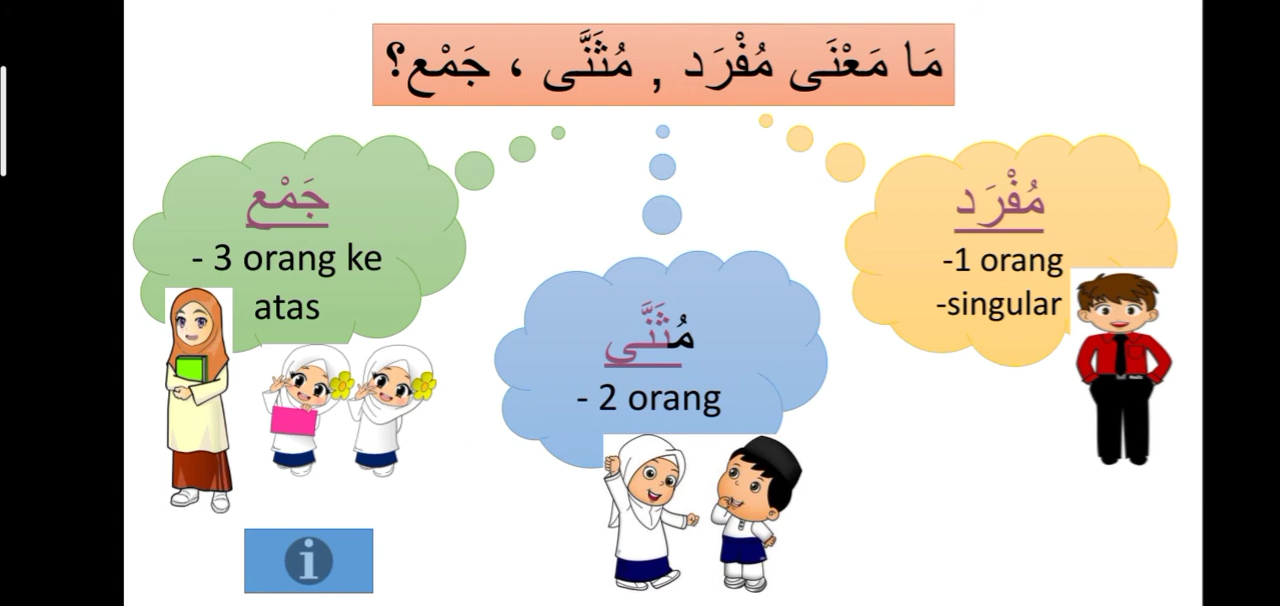 مَا مَعْنَى مُفْرَد , مُثَنَّى ، جَمْع؟
مُفْرَد
-1 orang
-singular
مُثَنَّى
- 2 orang
جَمْع
- 3 orang ke
atas
i